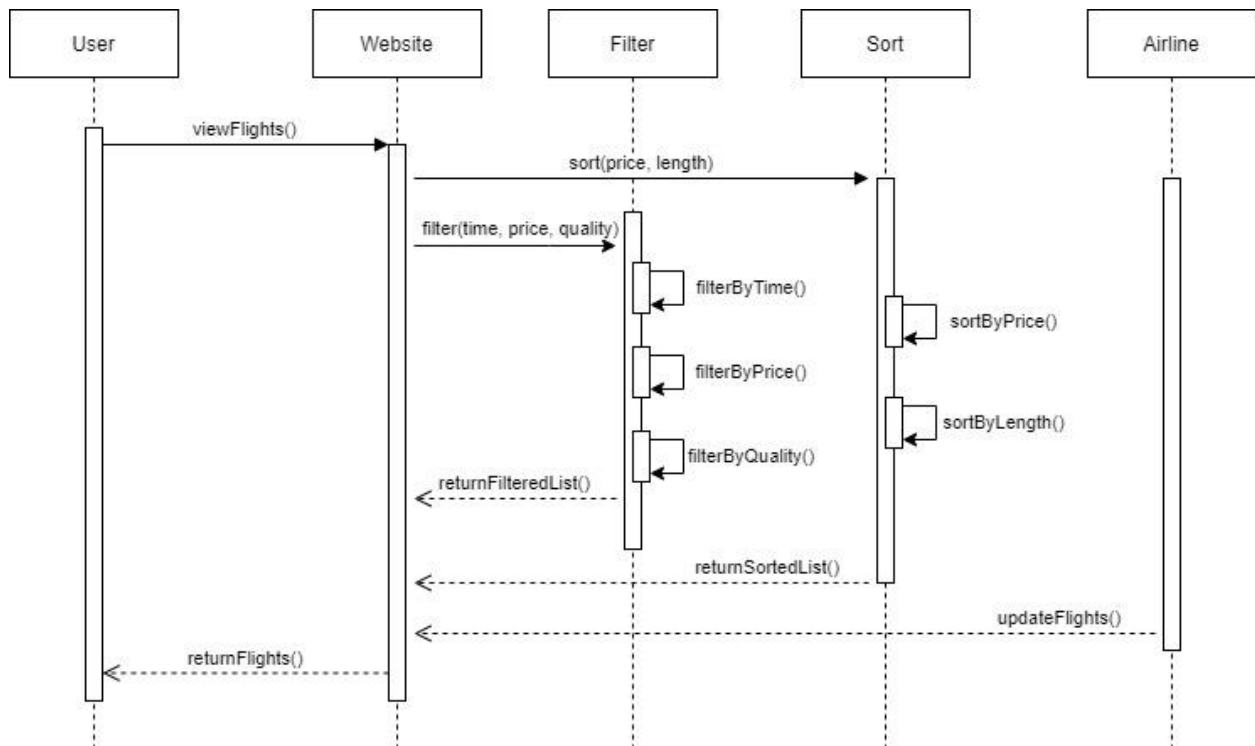 User
Website
Filter
Sort
Airline
viewFlights()
sort(price, length)
filter(time, price, quality)
filterByTime()
sortByPrice()
filterByPrice()
sortByLength()
filterByQuality()
returnFilteredList()
returnSortedList()
updateFlights()
returnFlights()